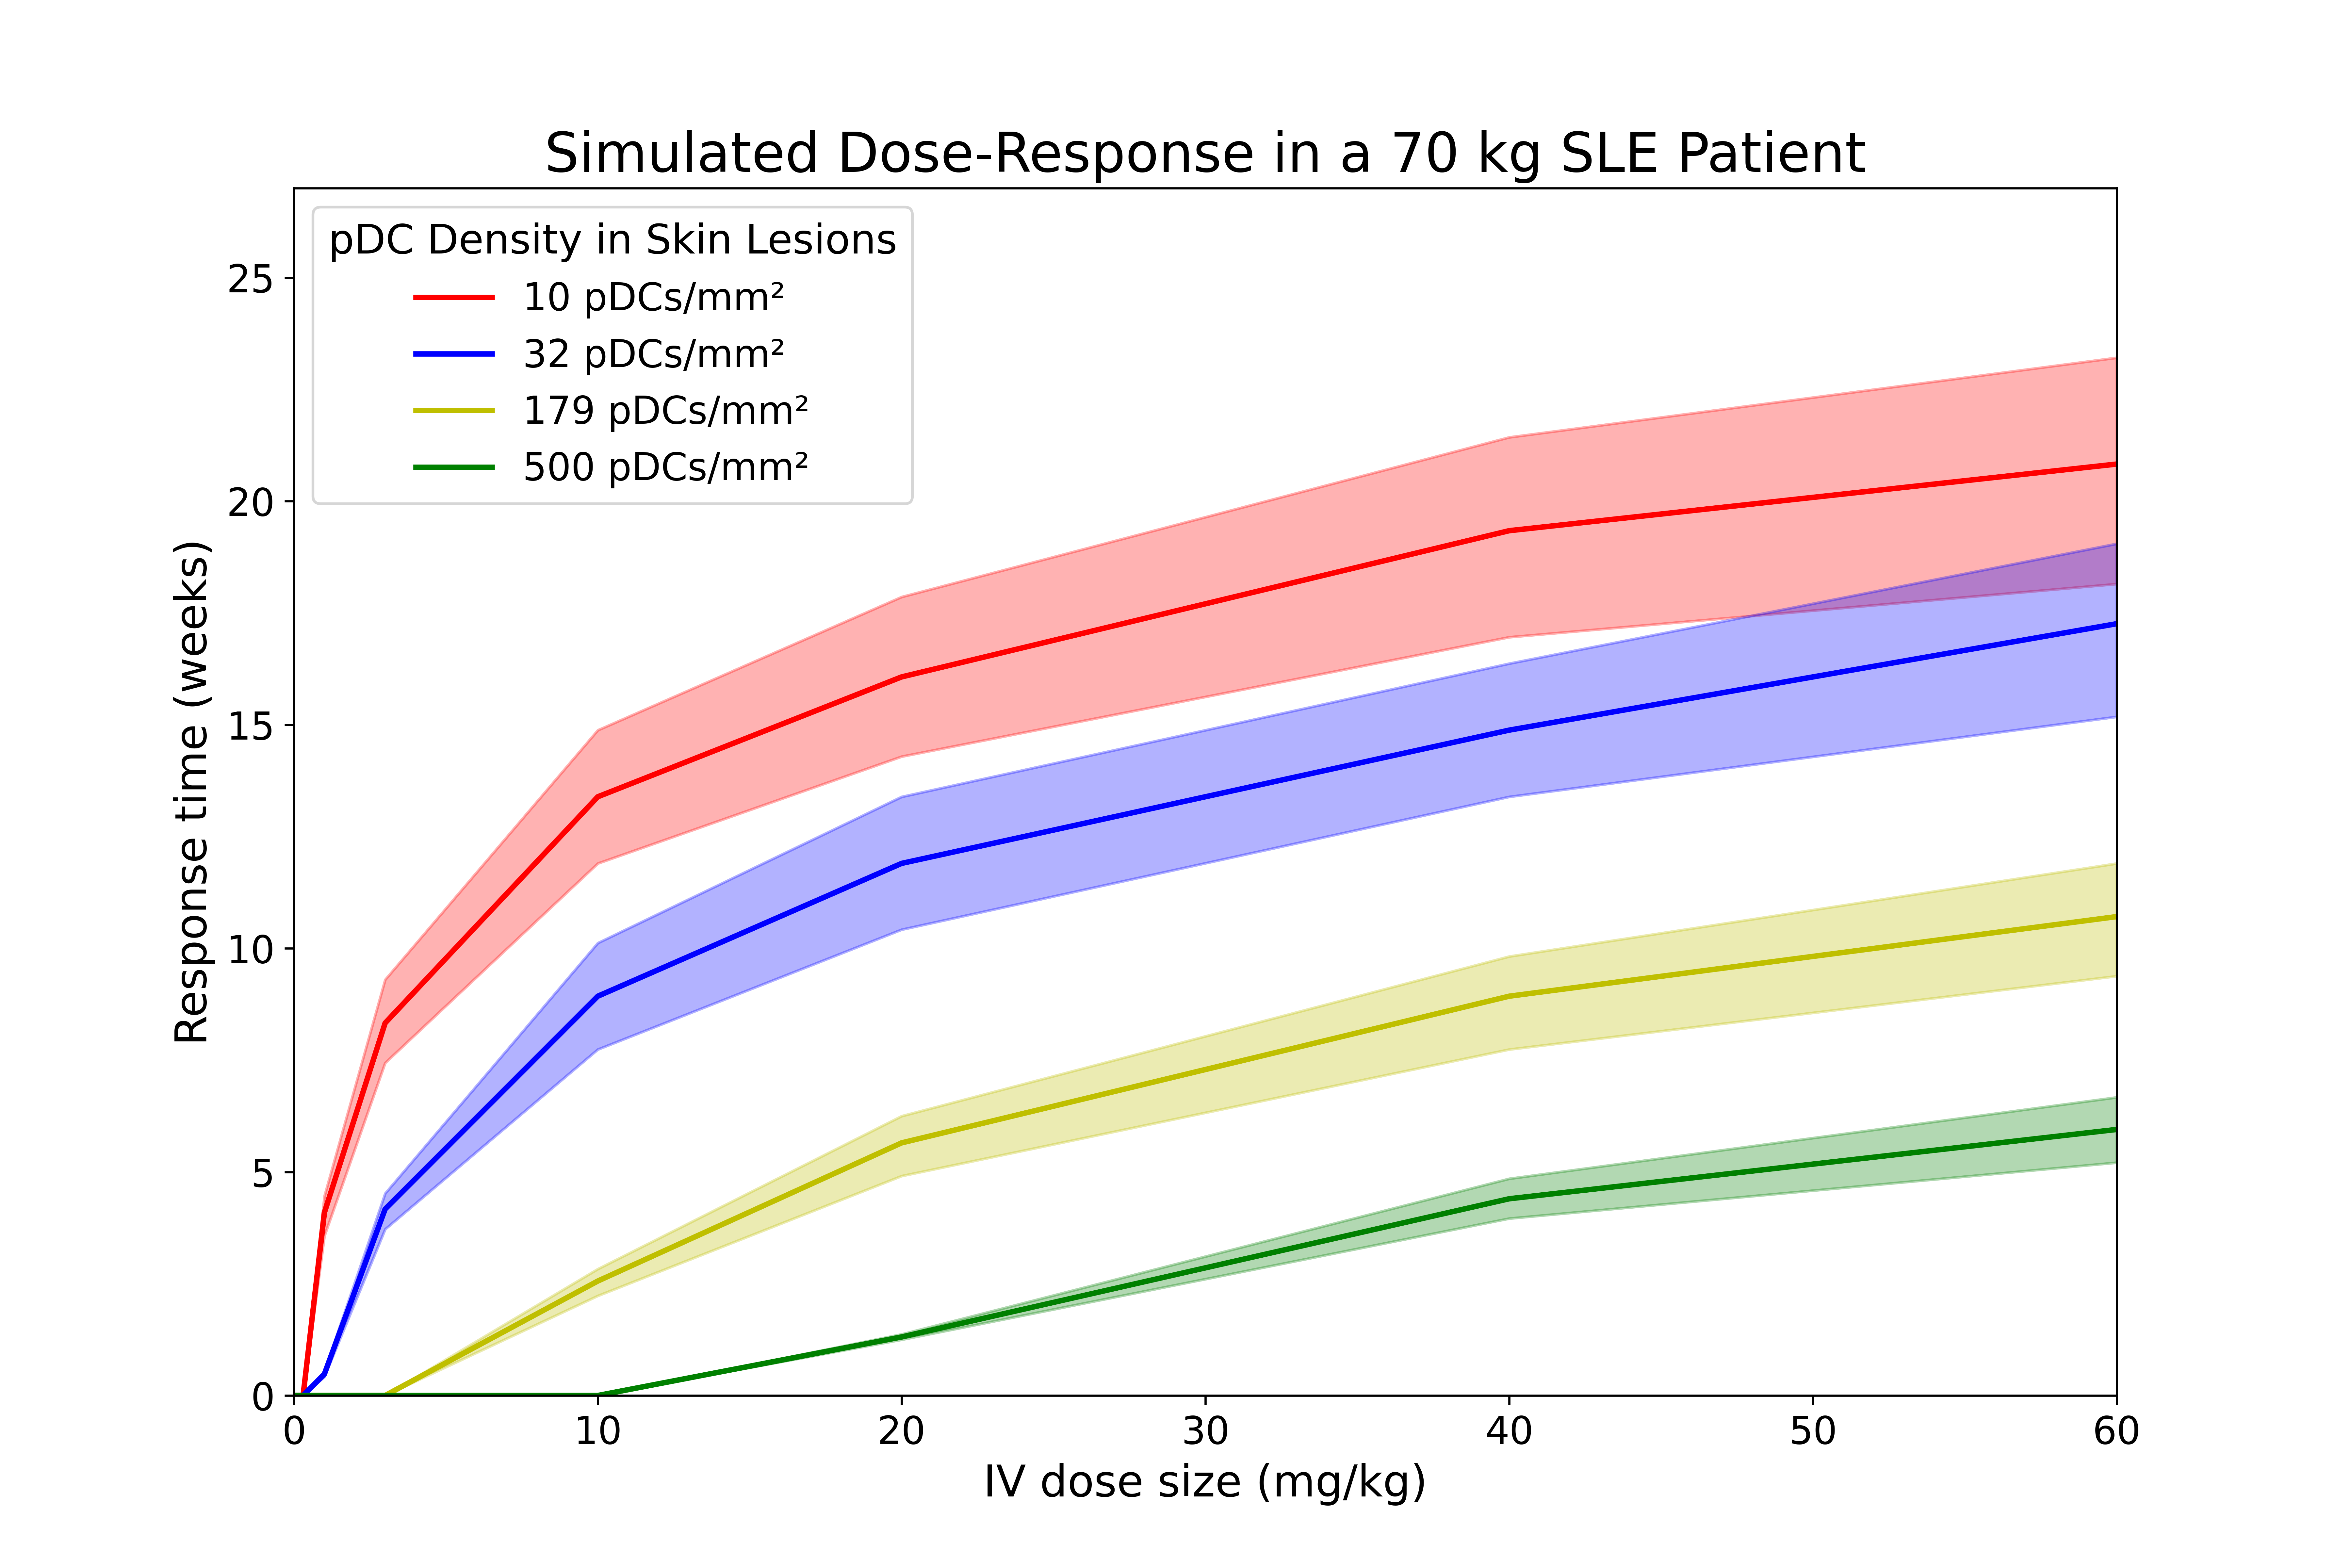 Simulated Dose-Response in a 70 kg SLE Patient
pDC Density in Skin Lesions
10 pDCs/mm²
32 pDCs/mm²
179 pDCs/mm²
500 pDCs/mm²
Response time (weeks)
25
20
15
10
5
0
0 10 20 30 40 50 60
IV dose size (mg/kg)